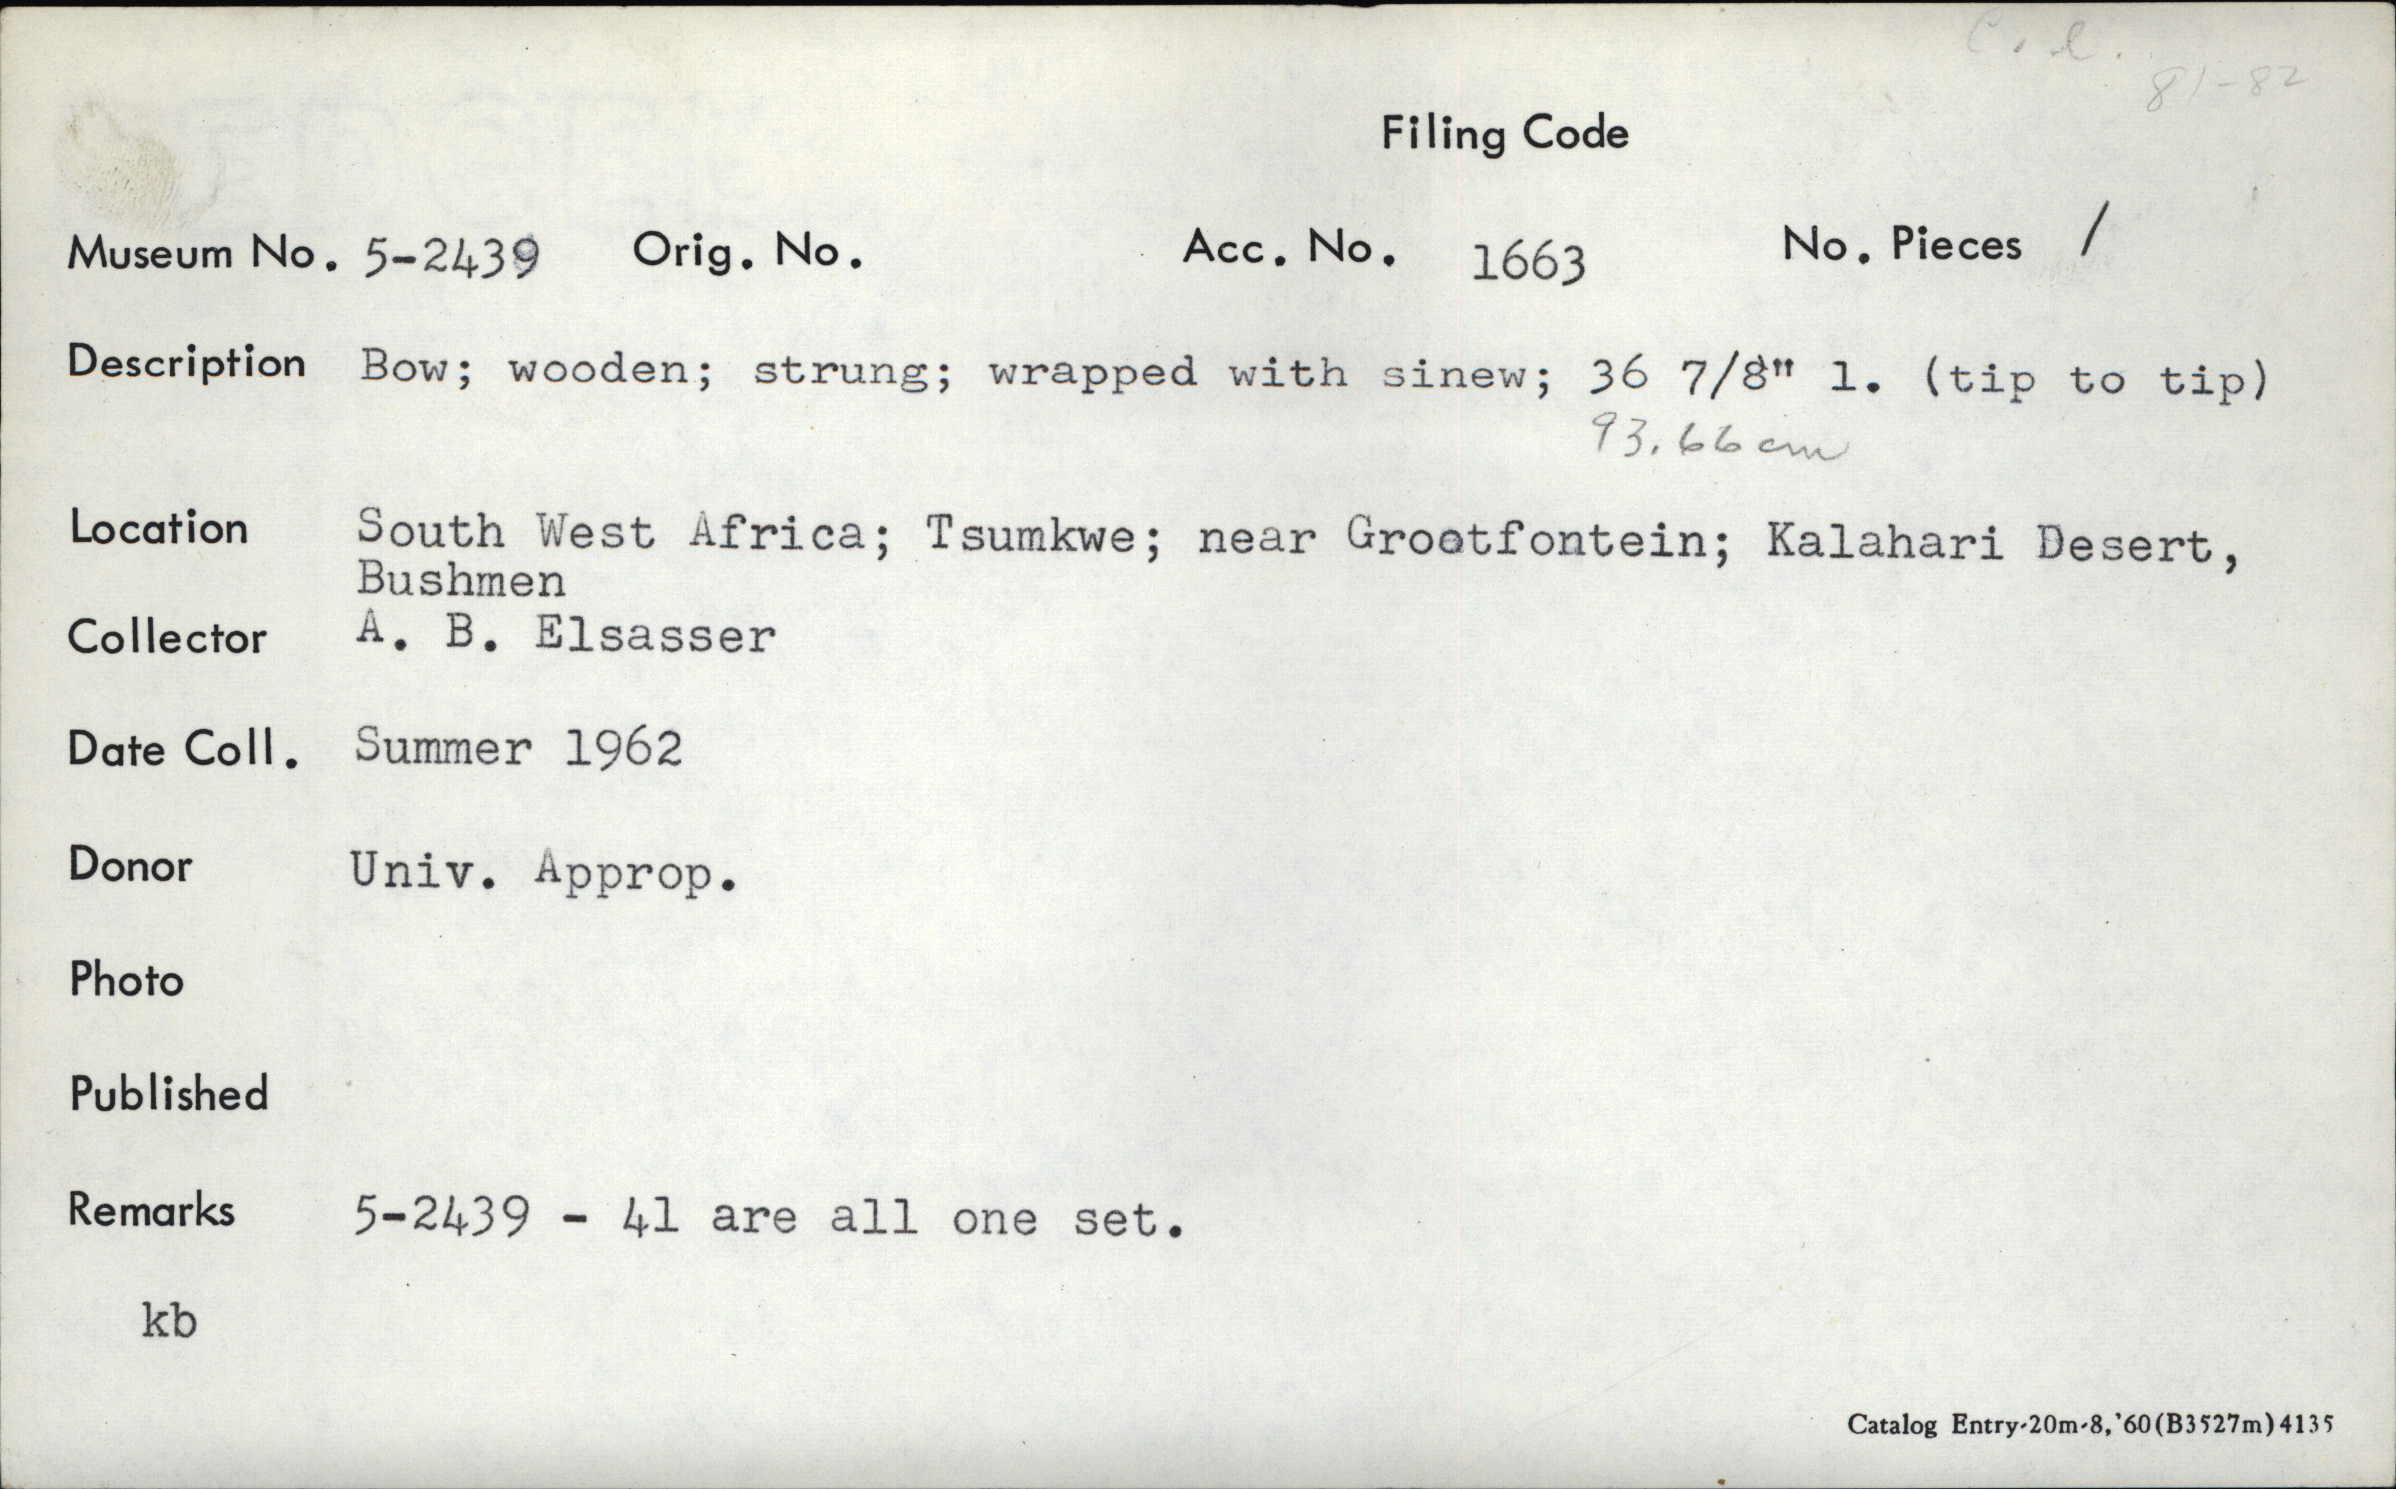 C. l.
81-82
Filing Code
Museum No. 5-2439 Orig. No. Acc. No. 1663 No. Pieces 1
Description Bow; wooden; strung; wrapped with sinew; 36 7/8" l. (tip to tip)
93.66 cm
Location South West Africa; Tsumkwe; near Grootfontein; Kalahari Desert,
Bushmen
Collector A. B. Elsasser
Date Coll. Summer 1962
Donor Univ. Approp.
Photo
Published
Remarks 5-2439 - 41 are all one set.
kb
Catalog Entry-20m-8,'60(B3527m)4135